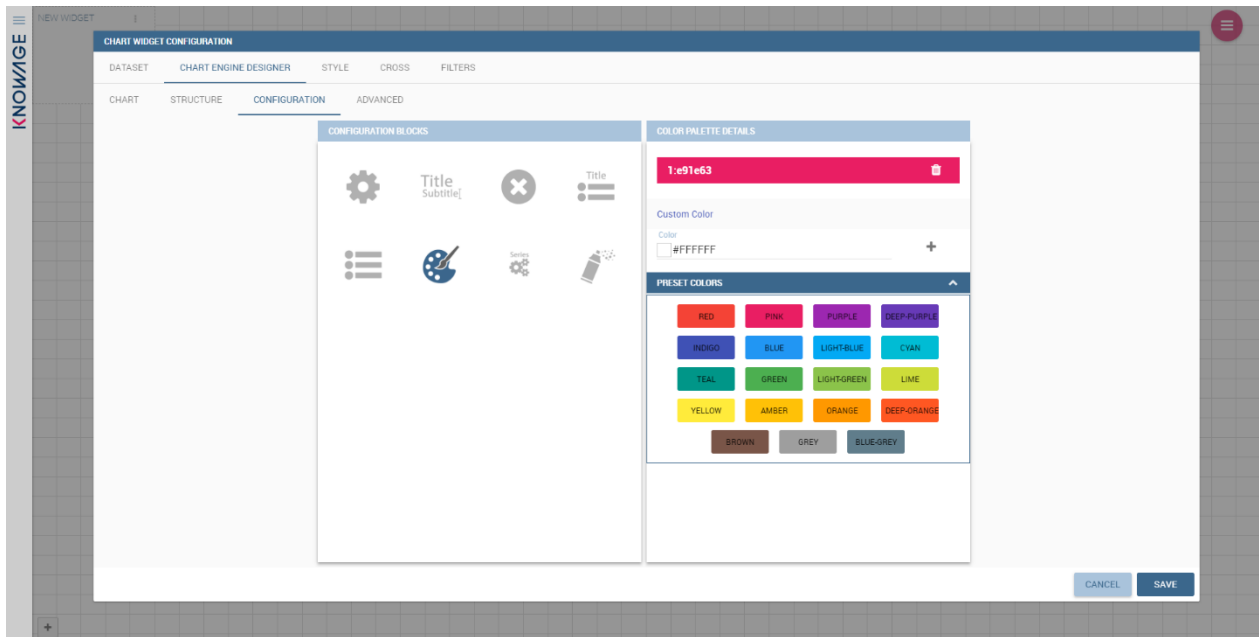 NEW WIDGET
KNOWAGE
CHART WIDGET CONFIGURATION
DATASET CHART ENGINE DESIGNER STYLE CROSS FILTERS
CHART STRUCTURE CONFIGURATION ADVANCED
CONFIGURATION BLOCKS
Title
Subtitle[
Title
Series
COLOR PALETTE DETAILS
1:e91e63
Custom Color
Color
#FFFFFF
PRESET COLORS
RED PINK PURPLE DEEP-PURPLE
INDIGO BLUE LIGHT-BLUE CYAN
TEAL GREEN LIGHT-GREEN LIME
YELLOW AMBER ORANGE DEEP-ORANGE
BROWN GREY BLUE-GREY
CANCEL SAVE